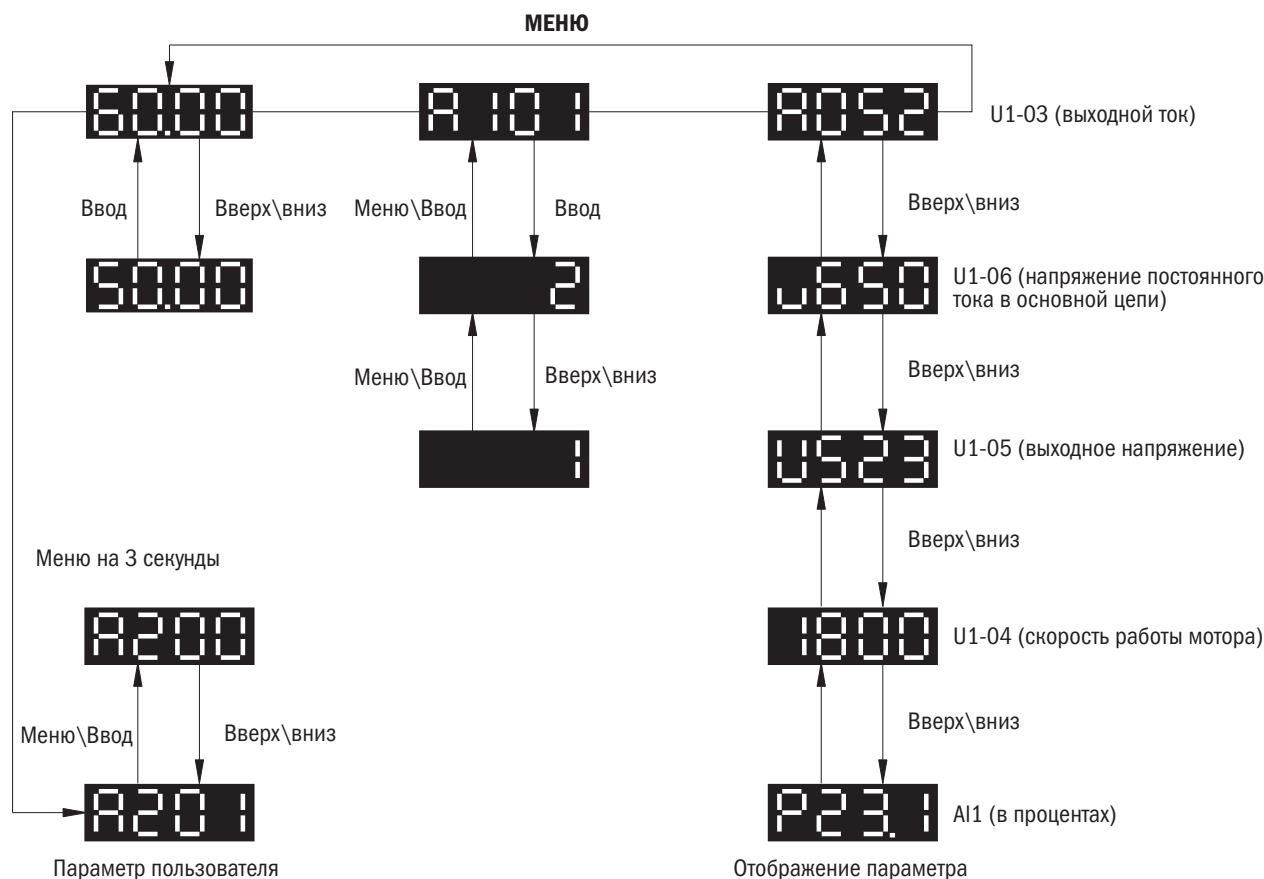 МЕНЮ
60.00
A101
A052
U1-03 (выходной ток)
Ввод
Вверх\вниз
Меню\Ввод
Ввод
Вверх\вниз
50.00
2
u650
U1-06 (напряжение постоянного
тока в основной цепи)
Меню\Ввод
Вверх\вниз
Вверх\вниз
1
U523
U1-05 (выходное напряжение)
Вверх\вниз
Меню на 3 секунды
A200
1800
U1-04 (скорость работы мотора)
Меню\Ввод
Вверх\вниз
Вверх\вниз
A201
P23.1
AI1 (в процентах)
Параметр пользователя
Отображение параметра